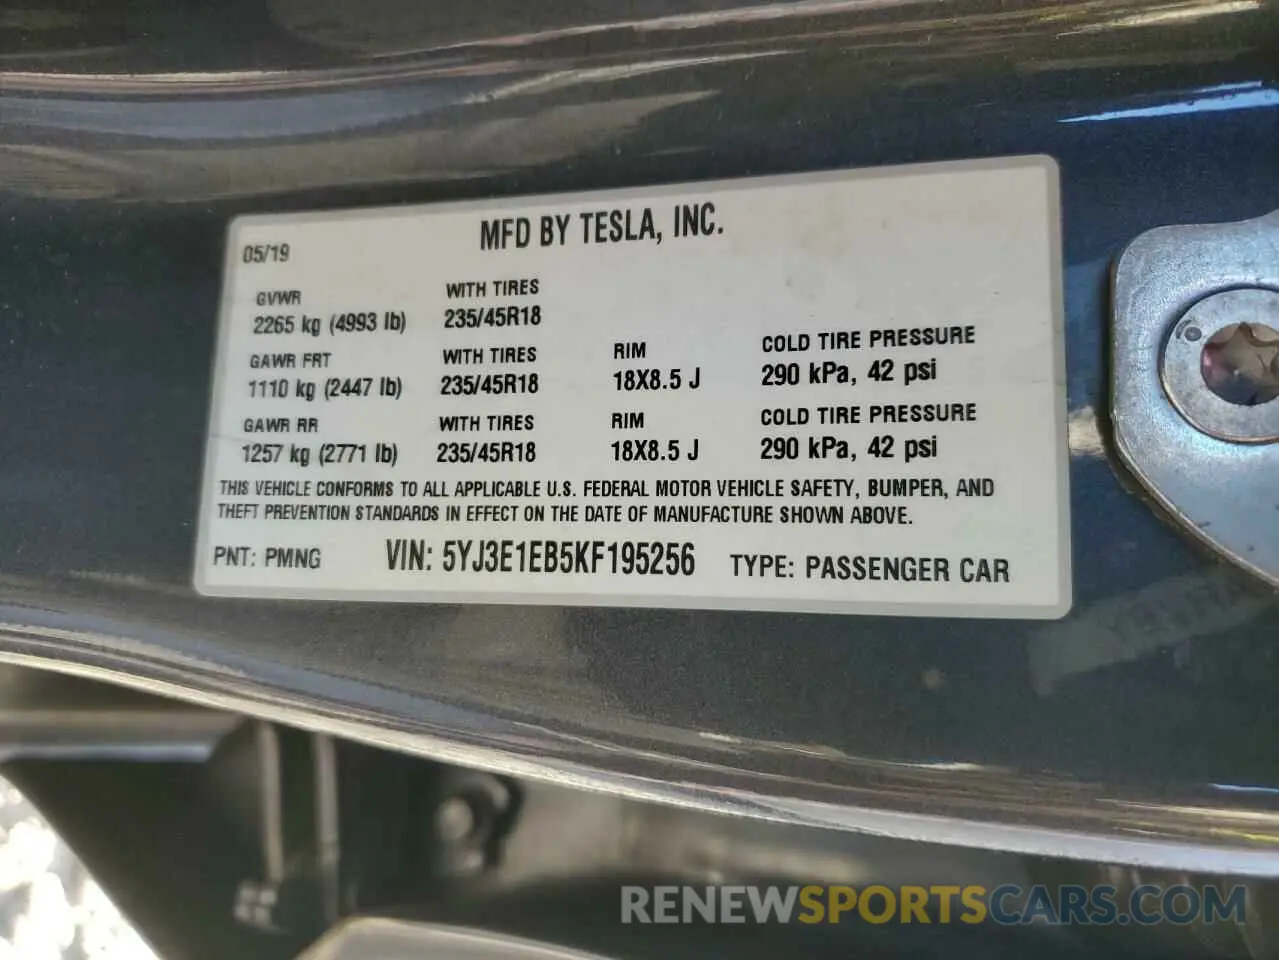 MFD BY TESLA, INC.
05/19
GVWR WITH TIRES
2265 kg (4993 lb) 235/45R18
GAWR FRT WITH TIRES RIM COLD TIRE PRESSURE
1110 kg (2447 lb) 235/45R18 18X8.5 J 290 kPa, 42 psi
GAWR RR WITH TIRES RIM COLD TIRE PRESSURE
1257 kg (2771 lb) 235/45R18 18X8.5 J 290 kPa, 42 psi
THIS VEHICLE CONFORMS TO ALL APPLICABLE U.S. FEDERAL MOTOR VEHICLE SAFETY, BUMPER, AND
THEFT PREVENTION STANDARDS IN EFFECT ON THE DATE OF MANUFACTURE SHOWN ABOVE.
PNT: PMNG VIN: 5YJ3E1EB5KF195256 TYPE: PASSENGER CAR
RENEWSPORTSCARS.COM